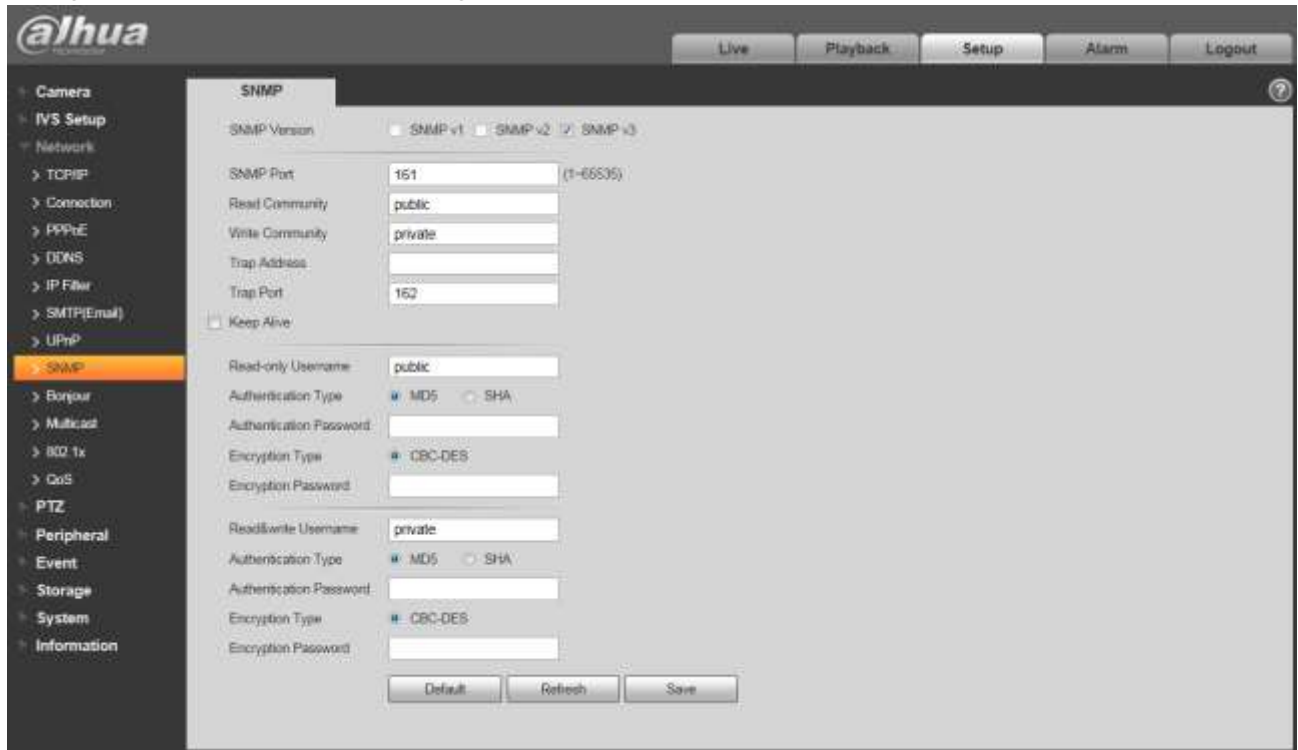 alhua
Live Playback Setup Alarm Logout
Camera
IVS Setup
Network
> TCP/IP
> Connection
> PPPoE
> DDNS
> IP Filter
> SMTP(Email)
> UPnP
> SNMP
> Bonjour
> Multicast
> 802.1x
> QoS
PTZ
Peripheral
Event
Storage
System
Information
SNMP
?
SNMP Version SNMP v1 SNMP v2 SNMP v3
SNMP Port 161 (1~65535)
Read Community public
Write Community private
Trap Address
Trap Port 162
Keep Alive
Read-only Username public
Authentication Type MD5 SHA
Authentication Password
Encryption Type CBC-DES
Encryption Password
Read&write Username private
Authentication Type MD5 SHA
Authentication Password
Encryption Type CBC-DES
Encryption Password
Default Refresh Save